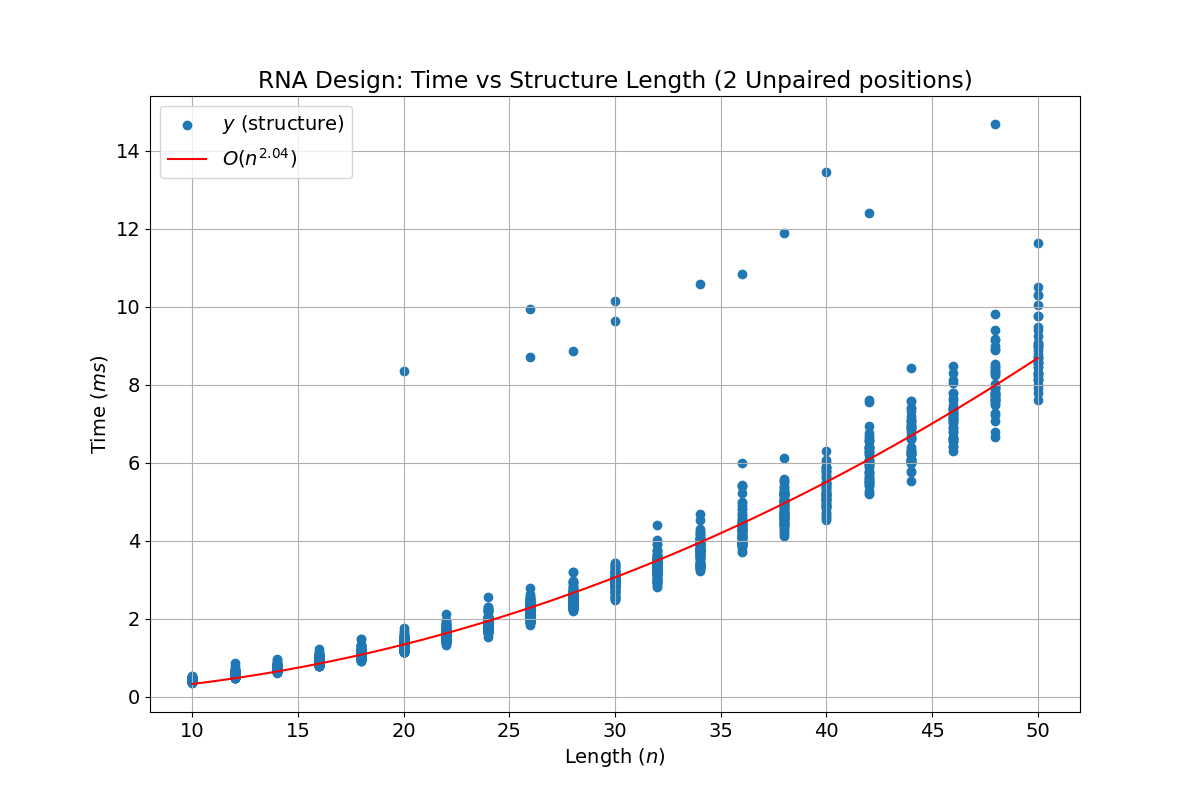 RNA Design: Time vs Structure Length (2 Unpaired positions)
y (structure)
O(n^2.04)
14
12
10
8
6
4
2
0
Time (ms)
10 15 20 25 30 35 40 45 50
Length (n)